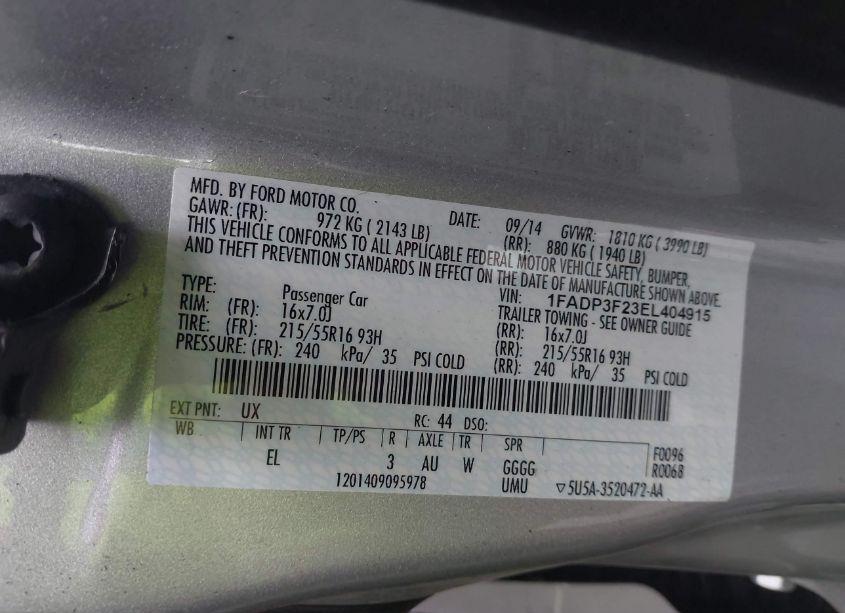 MFD. BY FORD MOTOR CO. DATE: 09/14 GVWR: 1810 KG ( 3990 LB)
GAWR: (FR): 972 KG ( 2143 LB) (RR): 880 KG ( 1940 LB)
THIS VEHICLE CONFORMS TO ALL APPLICABLE FEDERAL MOTOR VEHICLE SAFETY, BUMPER,
AND THEFT PREVENTION STANDARDS IN EFFECT ON THE DATE OF MANUFACTURE SHOWN ABOVE.
VIN: 1FADP3F23EL404915
TYPE: Passenger Car TRAILER TOWING - SEE OWNER GUIDE
RIM: (FR): 16x7.0J (RR): 16x7.0J
TIRE: (FR): 215/55R16 93H (RR): 215/55R16 93H
PRESSURE: (FR): 240 kPa/ 35 PSI COLD (RR): 240 kPa/ 35 PSI COLD
EXT PNT: UX RC: 44 DSO:
WB INT TR TP/PS R AXLE TR SPR F0096
EL 3 AU W GGGG R0068
1201409095978 UMU ▽5U5A-3520472-AA